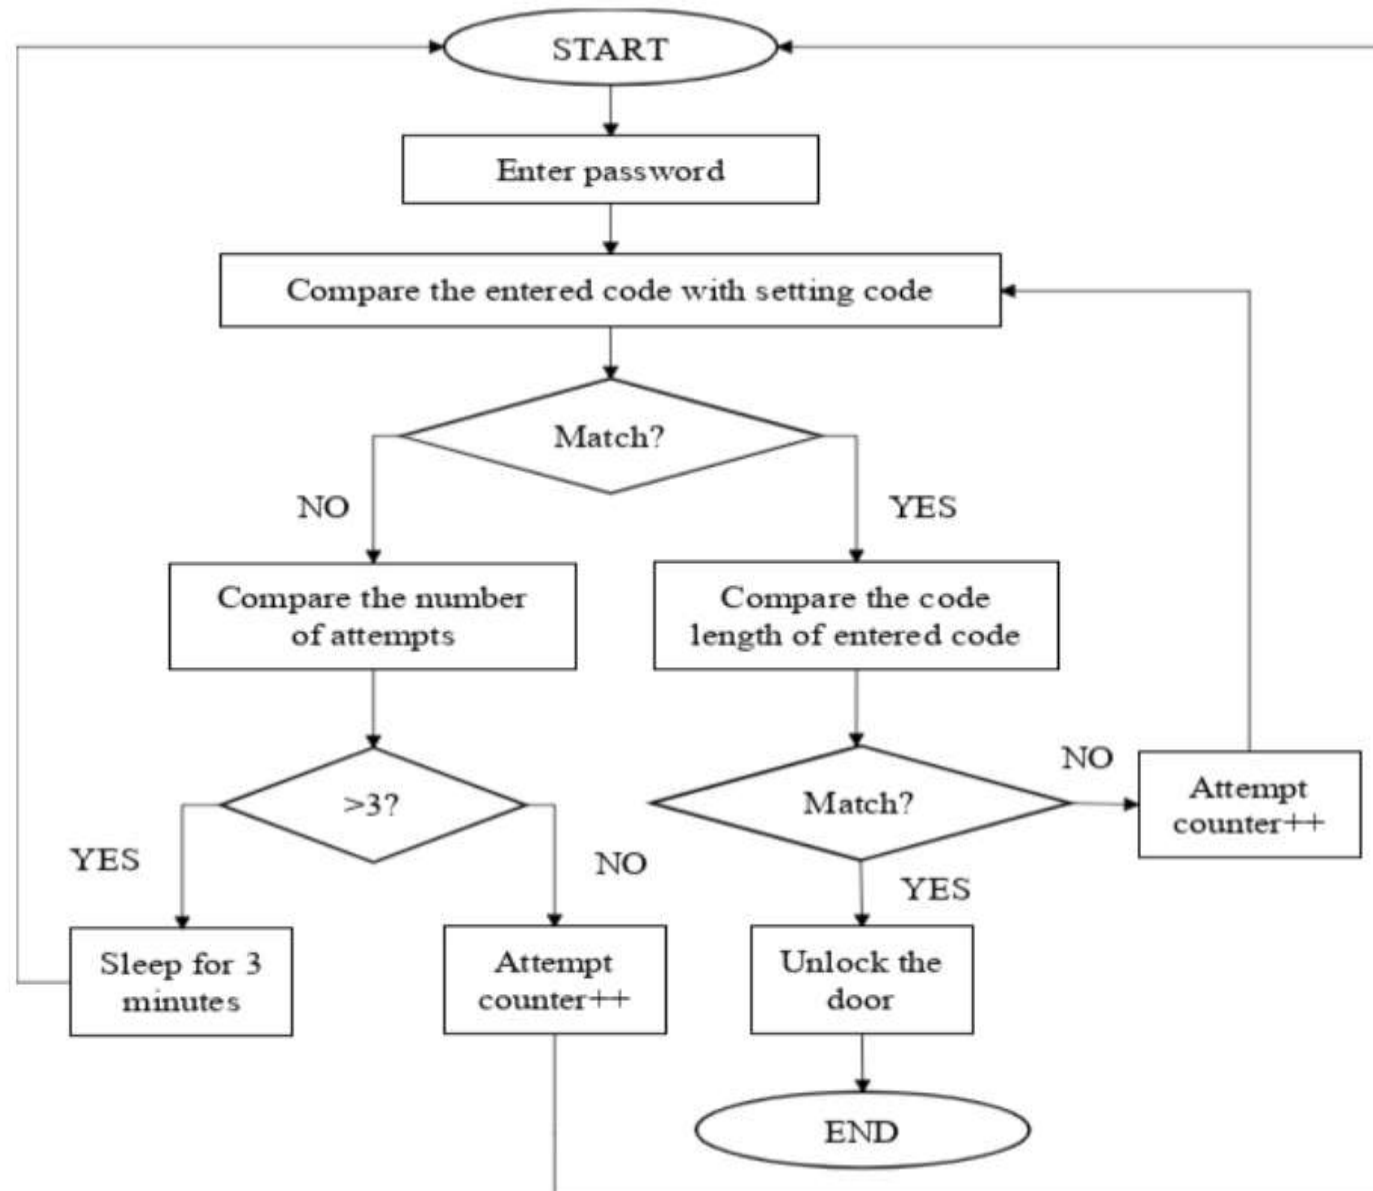 START
Enter password
Compare the entered code with setting code
Match?
NO
YES
Compare the number
of attempts
Compare the code
length of entered code
>3?
Match?
NO
Attempt
counter++
YES
NO
YES
Sleep for 3
minutes
Attempt
counter++
Unlock the
door
END